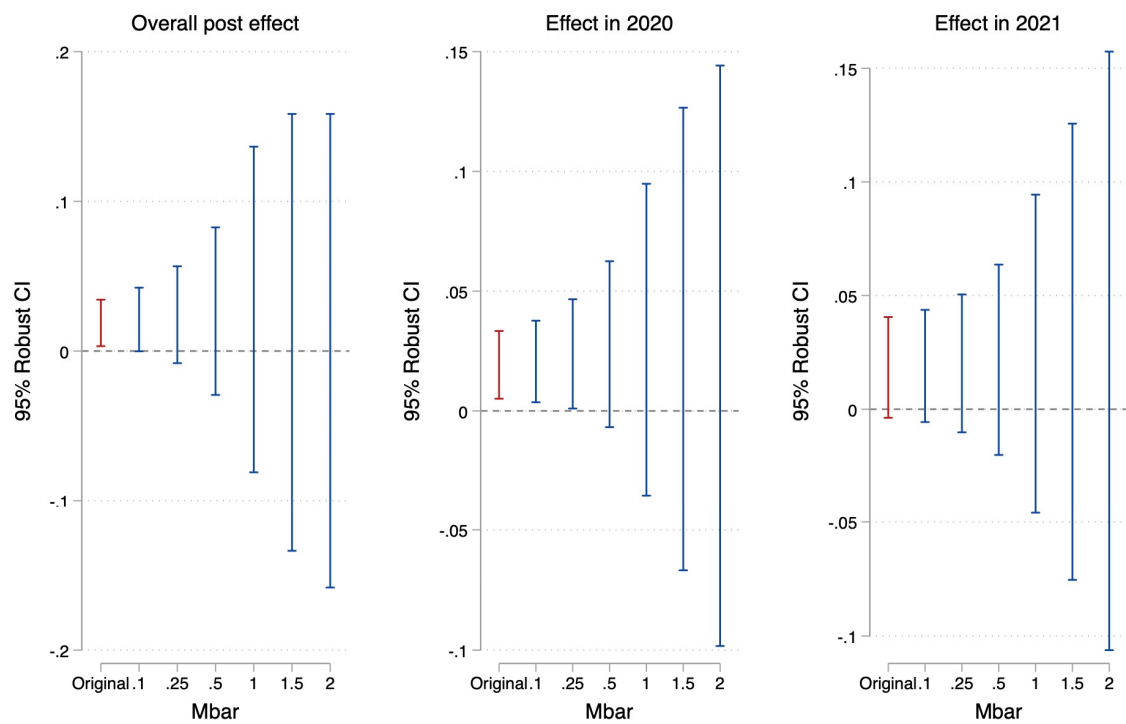 Overall post effect
.2
.1
0
-.1
-.2
95% Robust CI
Original .1 .25 .5 1 1.5 2
Mbar
Effect in 2020
.15
.1
.05
0
-.05
-.1
95% Robust CI
Original .1 .25 .5 1 1.5 2
Mbar
Effect in 2021
.15
.1
.05
0
-.05
-.1
95% Robust CI
Original .1 .25 .5 1 1.5 2
Mbar